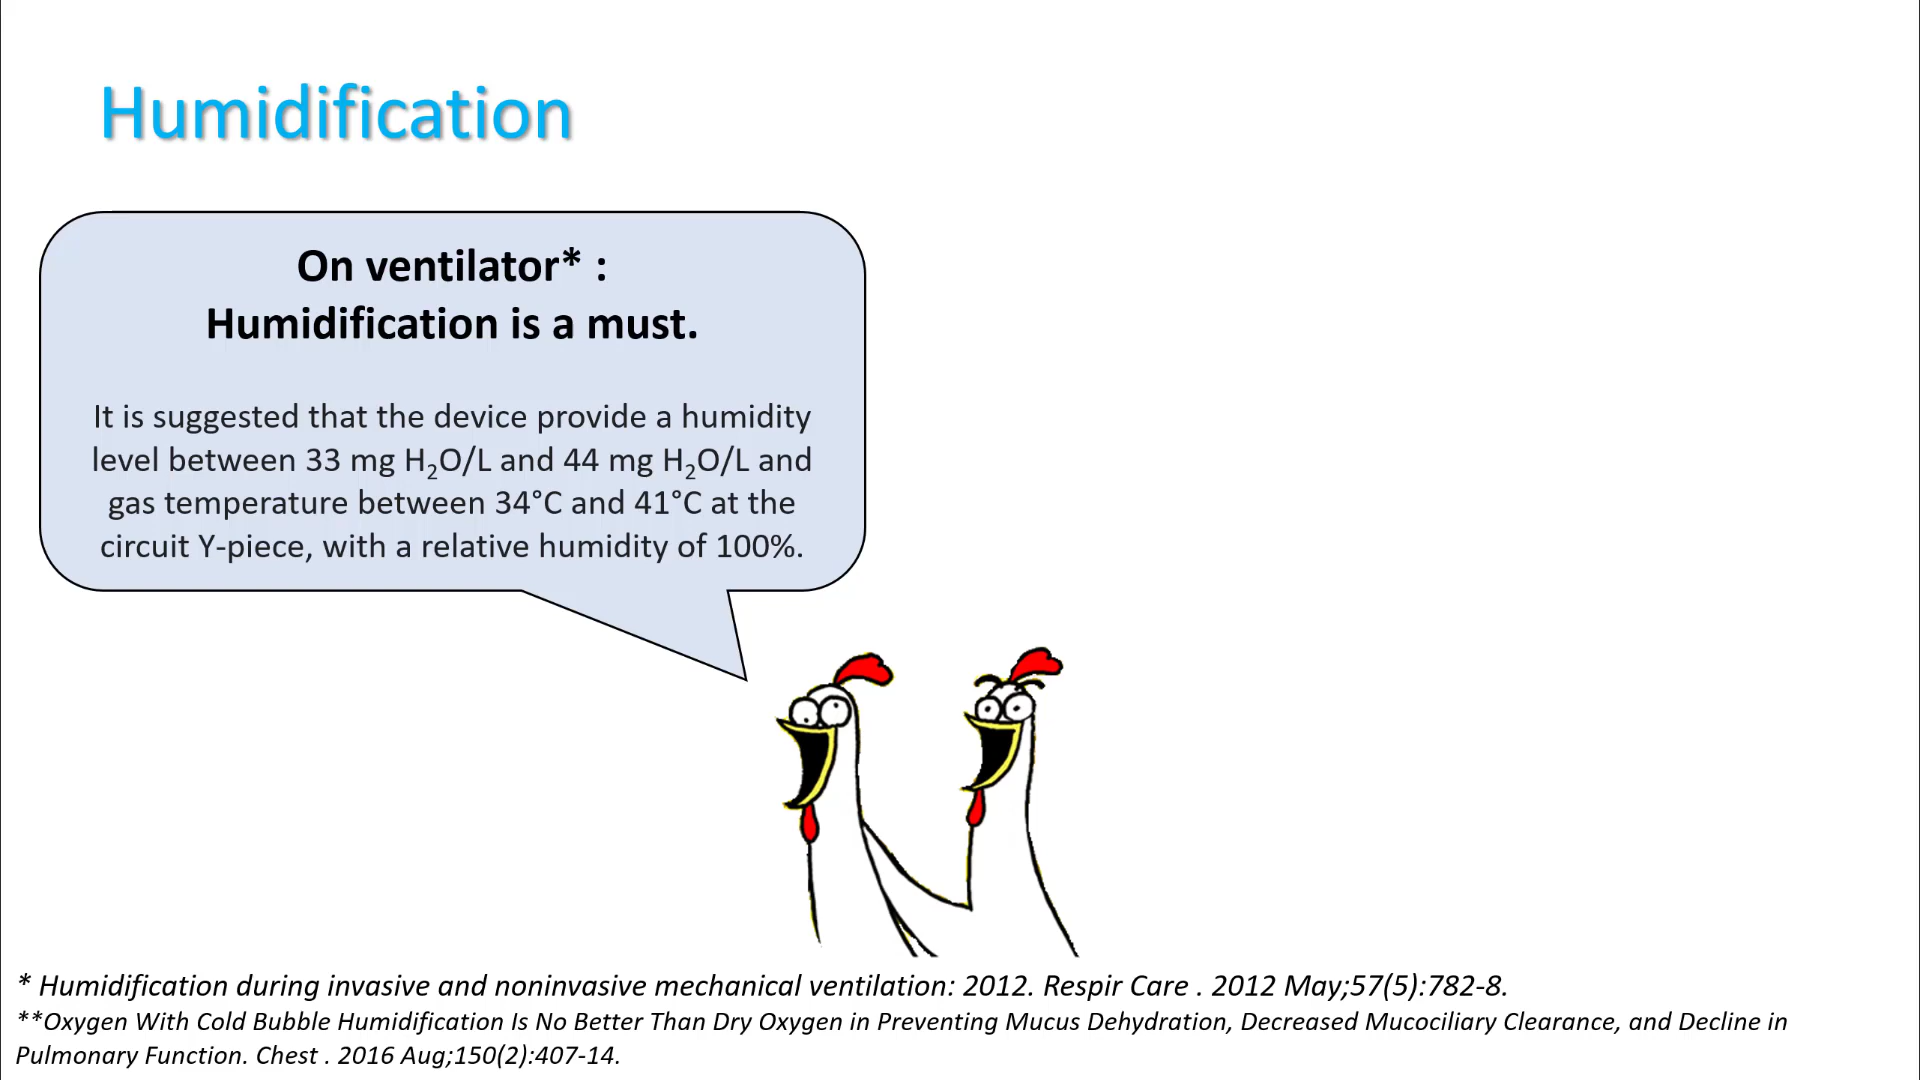 Humidification
On ventilator* :
Humidification is a must.
It is suggested that the device provide a humidity
level between 33 mg H₂O/L and 44 mg H₂O/L and
gas temperature between 34°C and 41°C at the
circuit Y-piece, with a relative humidity of 100%.
* Humidification during invasive and noninvasive mechanical ventilation: 2012. Respir Care . 2012 May;57(5):782-8.
**Oxygen With Cold Bubble Humidification Is No Better Than Dry Oxygen in Preventing Mucus Dehydration, Decreased Mucociliary Clearance, and Decline in
Pulmonary Function. Chest . 2016 Aug;150(2):407-14.